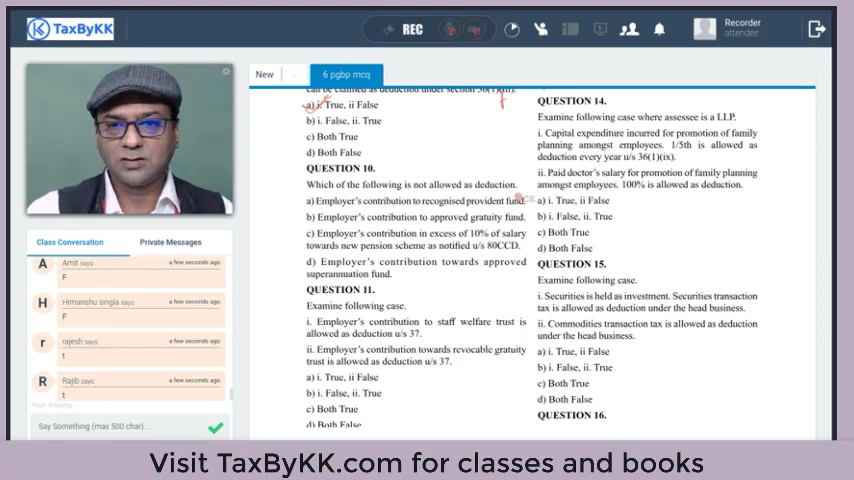 TaxByKK
REC
Recorder
attendee
New
6 pgbp mcq
can be claimed as deduction under section 36(1)(iii).
a) i. True, ii False
b) i. False, ii. True
c) Both True
d) Both False
QUESTION 10.
Which of the following is not allowed as deduction.
a) Employer's contribution to recognised provident fund.
b) Employer's contribution to approved gratuity fund.
c) Employer's contribution in excess of 10% of salary
towards new pension scheme as notified u/s 80CCD.
d) Employer's contribution towards approved
superannuation fund.
QUESTION 11.
Examine following case.
i. Employer's contribution to staff welfare trust is
allowed as deduction u/s 37.
ii. Employer's contribution towards revocable gratuity
trust is allowed as deduction u/s 37.
a) i. True, ii False
b) i. False, ii. True
c) Both True
d) Both False
QUESTION 14.
Examine following case where assessee is a LLP.
i. Capital expenditure incurred for promotion of family
planning amongst employees. 1/5th is allowed as
deduction every year u/s 36(1)(ix).
ii. Paid doctor's salary for promotion of family planning
amongst employees. 100% is allowed as deduction.
a) i. True, ii False
b) i. False, ii. True
c) Both True
d) Both False
QUESTION 15.
Examine following case.
i. Securities is held as investment. Securities transaction
tax is allowed as deduction under the head business.
ii. Commodities transaction tax is allowed as deduction
under the head business.
a) i. True, ii False
b) i. False, ii. True
c) Both True
d) Both False
QUESTION 16.
Class Conversation
Private Messages
A
Amit says:
a few seconds ago
F
H
Himanshu singla says:
a few seconds ago
F
r
rajesh says:
a few seconds ago
t
R
Rajib says:
a few seconds ago
t
Say Something (max 500 char) ...
Visit TaxByKK.com for classes and books